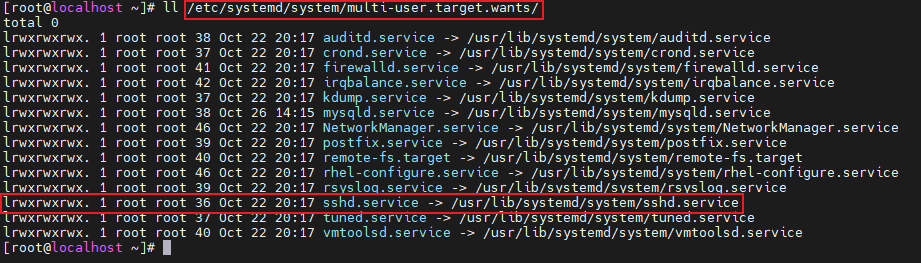 [root@localhost ~]# ll /etc/systemd/system/multi-user.target.wants/
total 0
lrwxrwxrwx. 1 root root 38 Oct 22 20:17 auditd.service -> /usr/lib/systemd/system/auditd.service
lrwxrwxrwx. 1 root root 37 Oct 22 20:17 crond.service -> /usr/lib/systemd/system/crond.service
lrwxrwxrwx. 1 root root 41 Oct 22 20:17 firewalld.service -> /usr/lib/systemd/system/firewalld.service
lrwxrwxrwx. 1 root root 42 Oct 22 20:17 irqbalance.service -> /usr/lib/systemd/system/irqbalance.service
lrwxrwxrwx. 1 root root 37 Oct 22 20:17 kdump.service -> /usr/lib/systemd/system/kdump.service
lrwxrwxrwx. 1 root root 38 Oct 26 14:15 mysqld.service -> /usr/lib/systemd/system/mysqld.service
lrwxrwxrwx. 1 root root 46 Oct 22 20:17 NetworkManager.service -> /usr/lib/systemd/system/NetworkManager.service
lrwxrwxrwx. 1 root root 39 Oct 22 20:17 postfix.service -> /usr/lib/systemd/system/postfix.service
lrwxrwxrwx. 1 root root 40 Oct 22 20:17 remote-fs.target -> /usr/lib/systemd/system/remote-fs.target
lrwxrwxrwx. 1 root root 46 Oct 22 20:17 rhel-configure.service -> /usr/lib/systemd/system/rhel-configure.service
lrwxrwxrwx. 1 root root 39 Oct 22 20:17 rsyslog.service -> /usr/lib/systemd/system/rsyslog.service
lrwxrwxrwx. 1 root root 36 Oct 22 20:17 sshd.service -> /usr/lib/systemd/system/sshd.service
lrwxrwxrwx. 1 root root 37 Oct 22 20:17 tuned.service -> /usr/lib/systemd/system/tuned.service
lrwxrwxrwx. 1 root root 40 Oct 22 20:17 vmtoolsd.service -> /usr/lib/systemd/system/vmtoolsd.service
[root@localhost ~]#